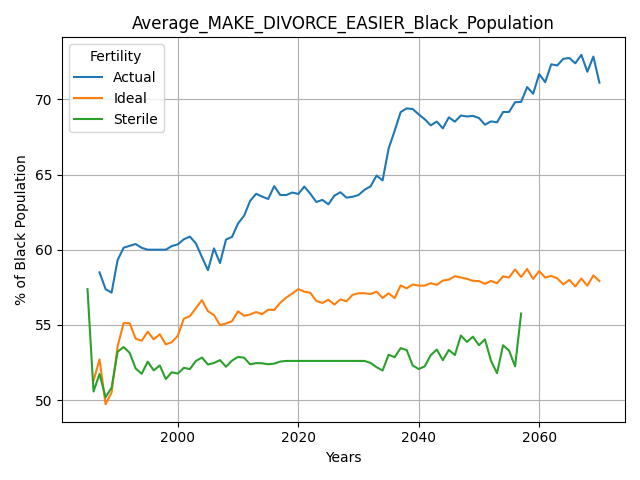 Average_MAKE_DIVORCE_EASIER_Black_Population
Fertility
Actual
Ideal
Sterile
% of Black Population
70
65
60
55
50
2000
2020
2040
2060
Years